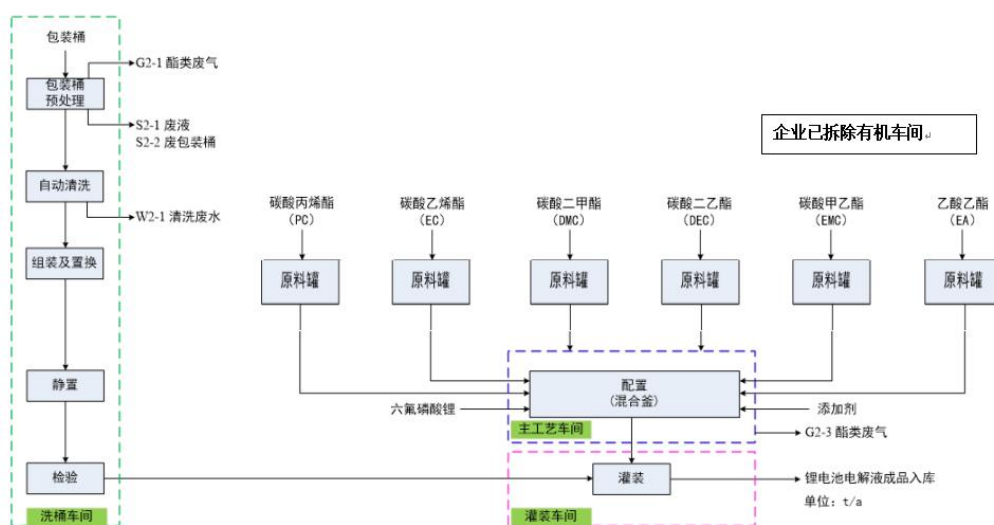 包装桶
G2-1 酯类废气
包装桶
预处理
S2-1 废液
S2-2 废包装桶
企业已拆除有机车间
自动清洗
W2-1 清洗废水
碳酸丙烯酯
(PC)
碳酸乙烯酯
(EC)
碳酸二甲酯
(DMC)
碳酸二乙酯
(DEC)
碳酸甲乙酯
(EMC)
乙酸乙酯
(EA)
组装及置换
原料罐
原料罐
原料罐
原料罐
原料罐
原料罐
静置
配置
(混合釜)
六氟磷酸锂
添加剂
主工艺车间
G2-3 酯类废气
检验
灌装
锂电池电解液成品入库
单位：t/a
洗桶车间
灌装车间